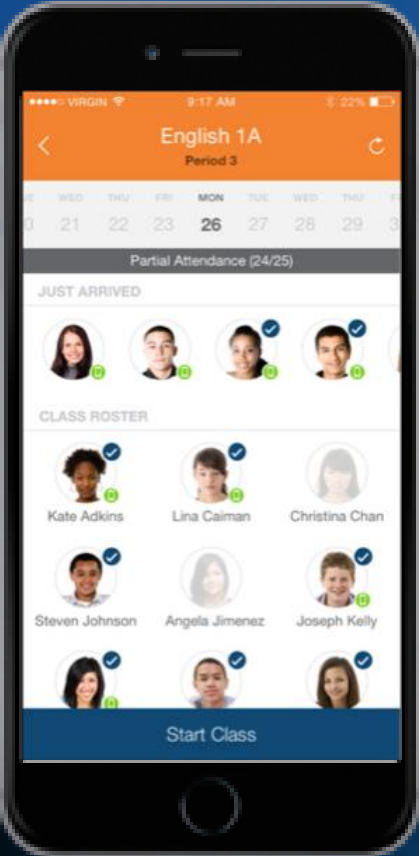 VIRGIN 9:17 AM 22%
English 1A
Period 3
WED THU FRI MON TUE WED THU
21 22 23 26 27 28 29
Partial Attendance (24/25)
JUST ARRIVED
CLASS ROSTER
Kate Adkins Lina Caiman Christina Chan
Steven Johnson Angela Jimenez Joseph Kelly
Start Class